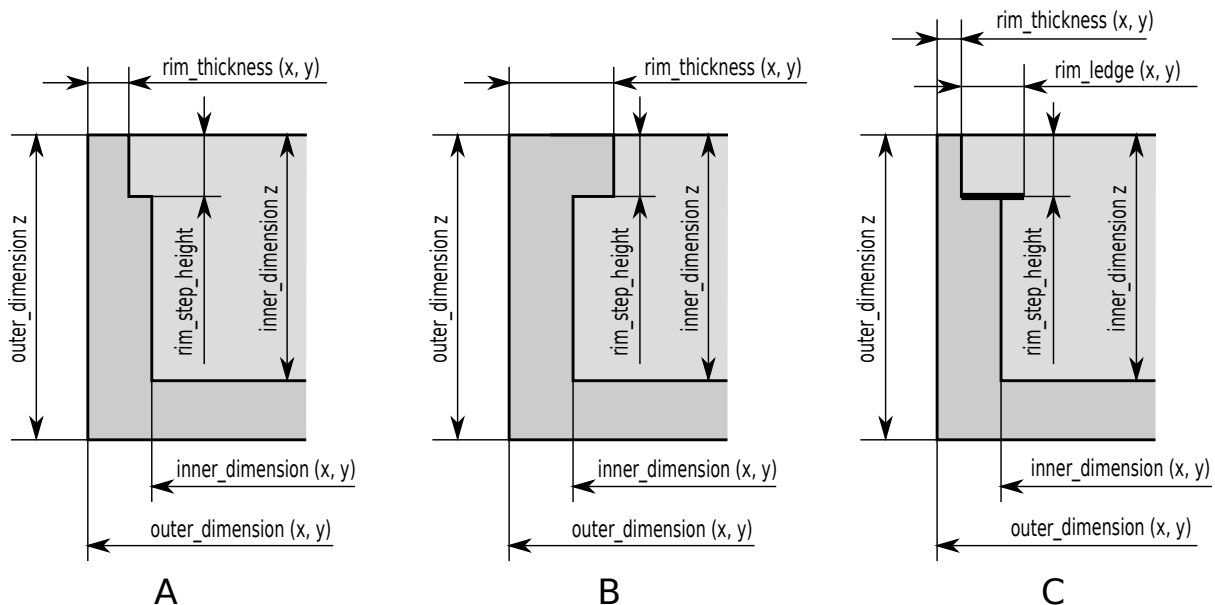 rim_thickness (x, y)
outer_dimension z
rim_step_height
inner_dimension z
inner_dimension (x, y)
outer_dimension (x, y)
A
rim_thickness (x, y)
outer_dimension z
rim_step_height
inner_dimension z
inner_dimension (x, y)
outer_dimension (x, y)
B
rim_thickness (x, y)
rim_ledge (x, y)
outer_dimension z
rim_step_height
inner_dimension z
inner_dimension (x, y)
outer_dimension (x, y)
C